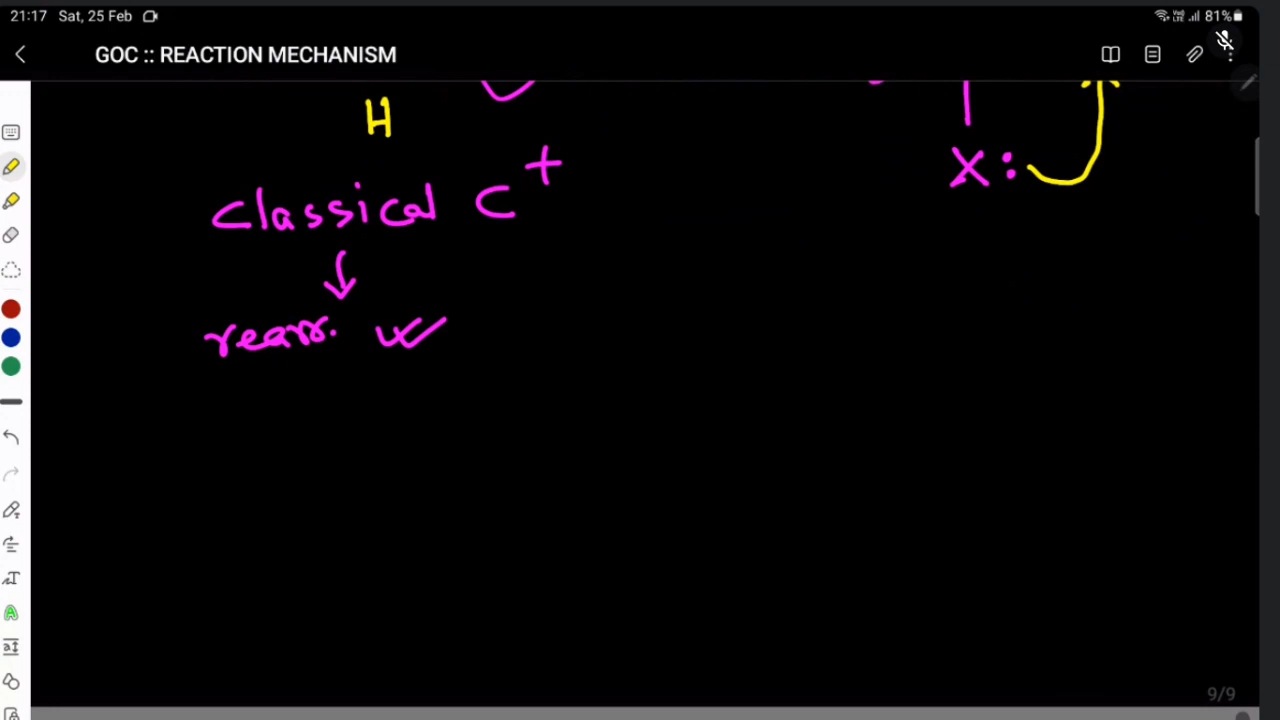 21:17 Sat, 25 Feb 81%
GOC :: REACTION MECHANISM
H
X:
Classical C+
rearr.
9/9